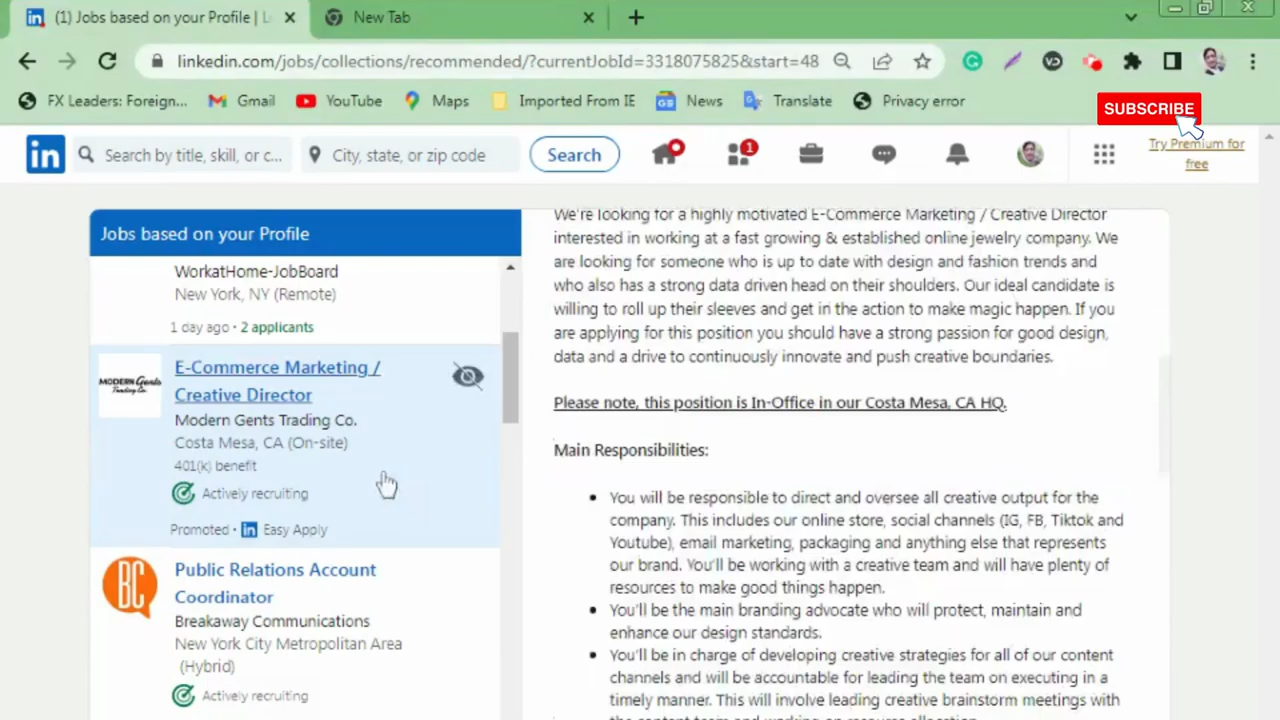 (1) Jobs based on your Profile | L
New Tab
linkedin.com/jobs/collections/recommended/?currentJobId=3318075825&start=48
FX Leaders: Foreign...
Gmail
YouTube
Maps
Imported From IE
News
Translate
Privacy error
SUBSCRIBE
in
Search by title, skill, or c...
City, state, or zip code
Search
1
Try Premium for
free
Jobs based on your Profile
WorkatHome-JobBoard
New York, NY (Remote)
1 day ago · 2 applicants
MODERN Gents
Trading Co.
E-Commerce Marketing /
Creative Director
Modern Gents Trading Co.
Costa Mesa, CA (On-site)
401(k) benefit
Actively recruiting
Promoted · in Easy Apply
BC
Public Relations Account
Coordinator
Breakaway Communications
New York City Metropolitan Area
(Hybrid)
Actively recruiting
We're looking for a highly motivated E-Commerce Marketing / Creative Director
interested in working at a fast growing & established online jewelry company. We
are looking for someone who is up to date with design and fashion trends and
who also has a strong data driven head on their shoulders. Our ideal candidate is
willing to roll up their sleeves and get in the action to make magic happen. If you
are applying for this position you should have a strong passion for good design,
data and a drive to continuously innovate and push creative boundaries.
Please note, this position is In-Office in our Costa Mesa, CA HQ.
Main Responsibilities:
• You will be responsible to direct and oversee all creative output for the
company. This includes our online store, social channels (IG, FB, Tiktok and
Youtube), email marketing, packaging and anything else that represents
our brand. You'll be working with a creative team and will have plenty of
resources to make good things happen.
• You'll be the main branding advocate who will protect, maintain and
enhance our design standards.
• You'll be in charge of developing creative strategies for all of our content
channels and will be accountable for leading the team on executing in a
timely manner. This will involve leading creative brainstorm meetings with
the content team and working on resource allocation.